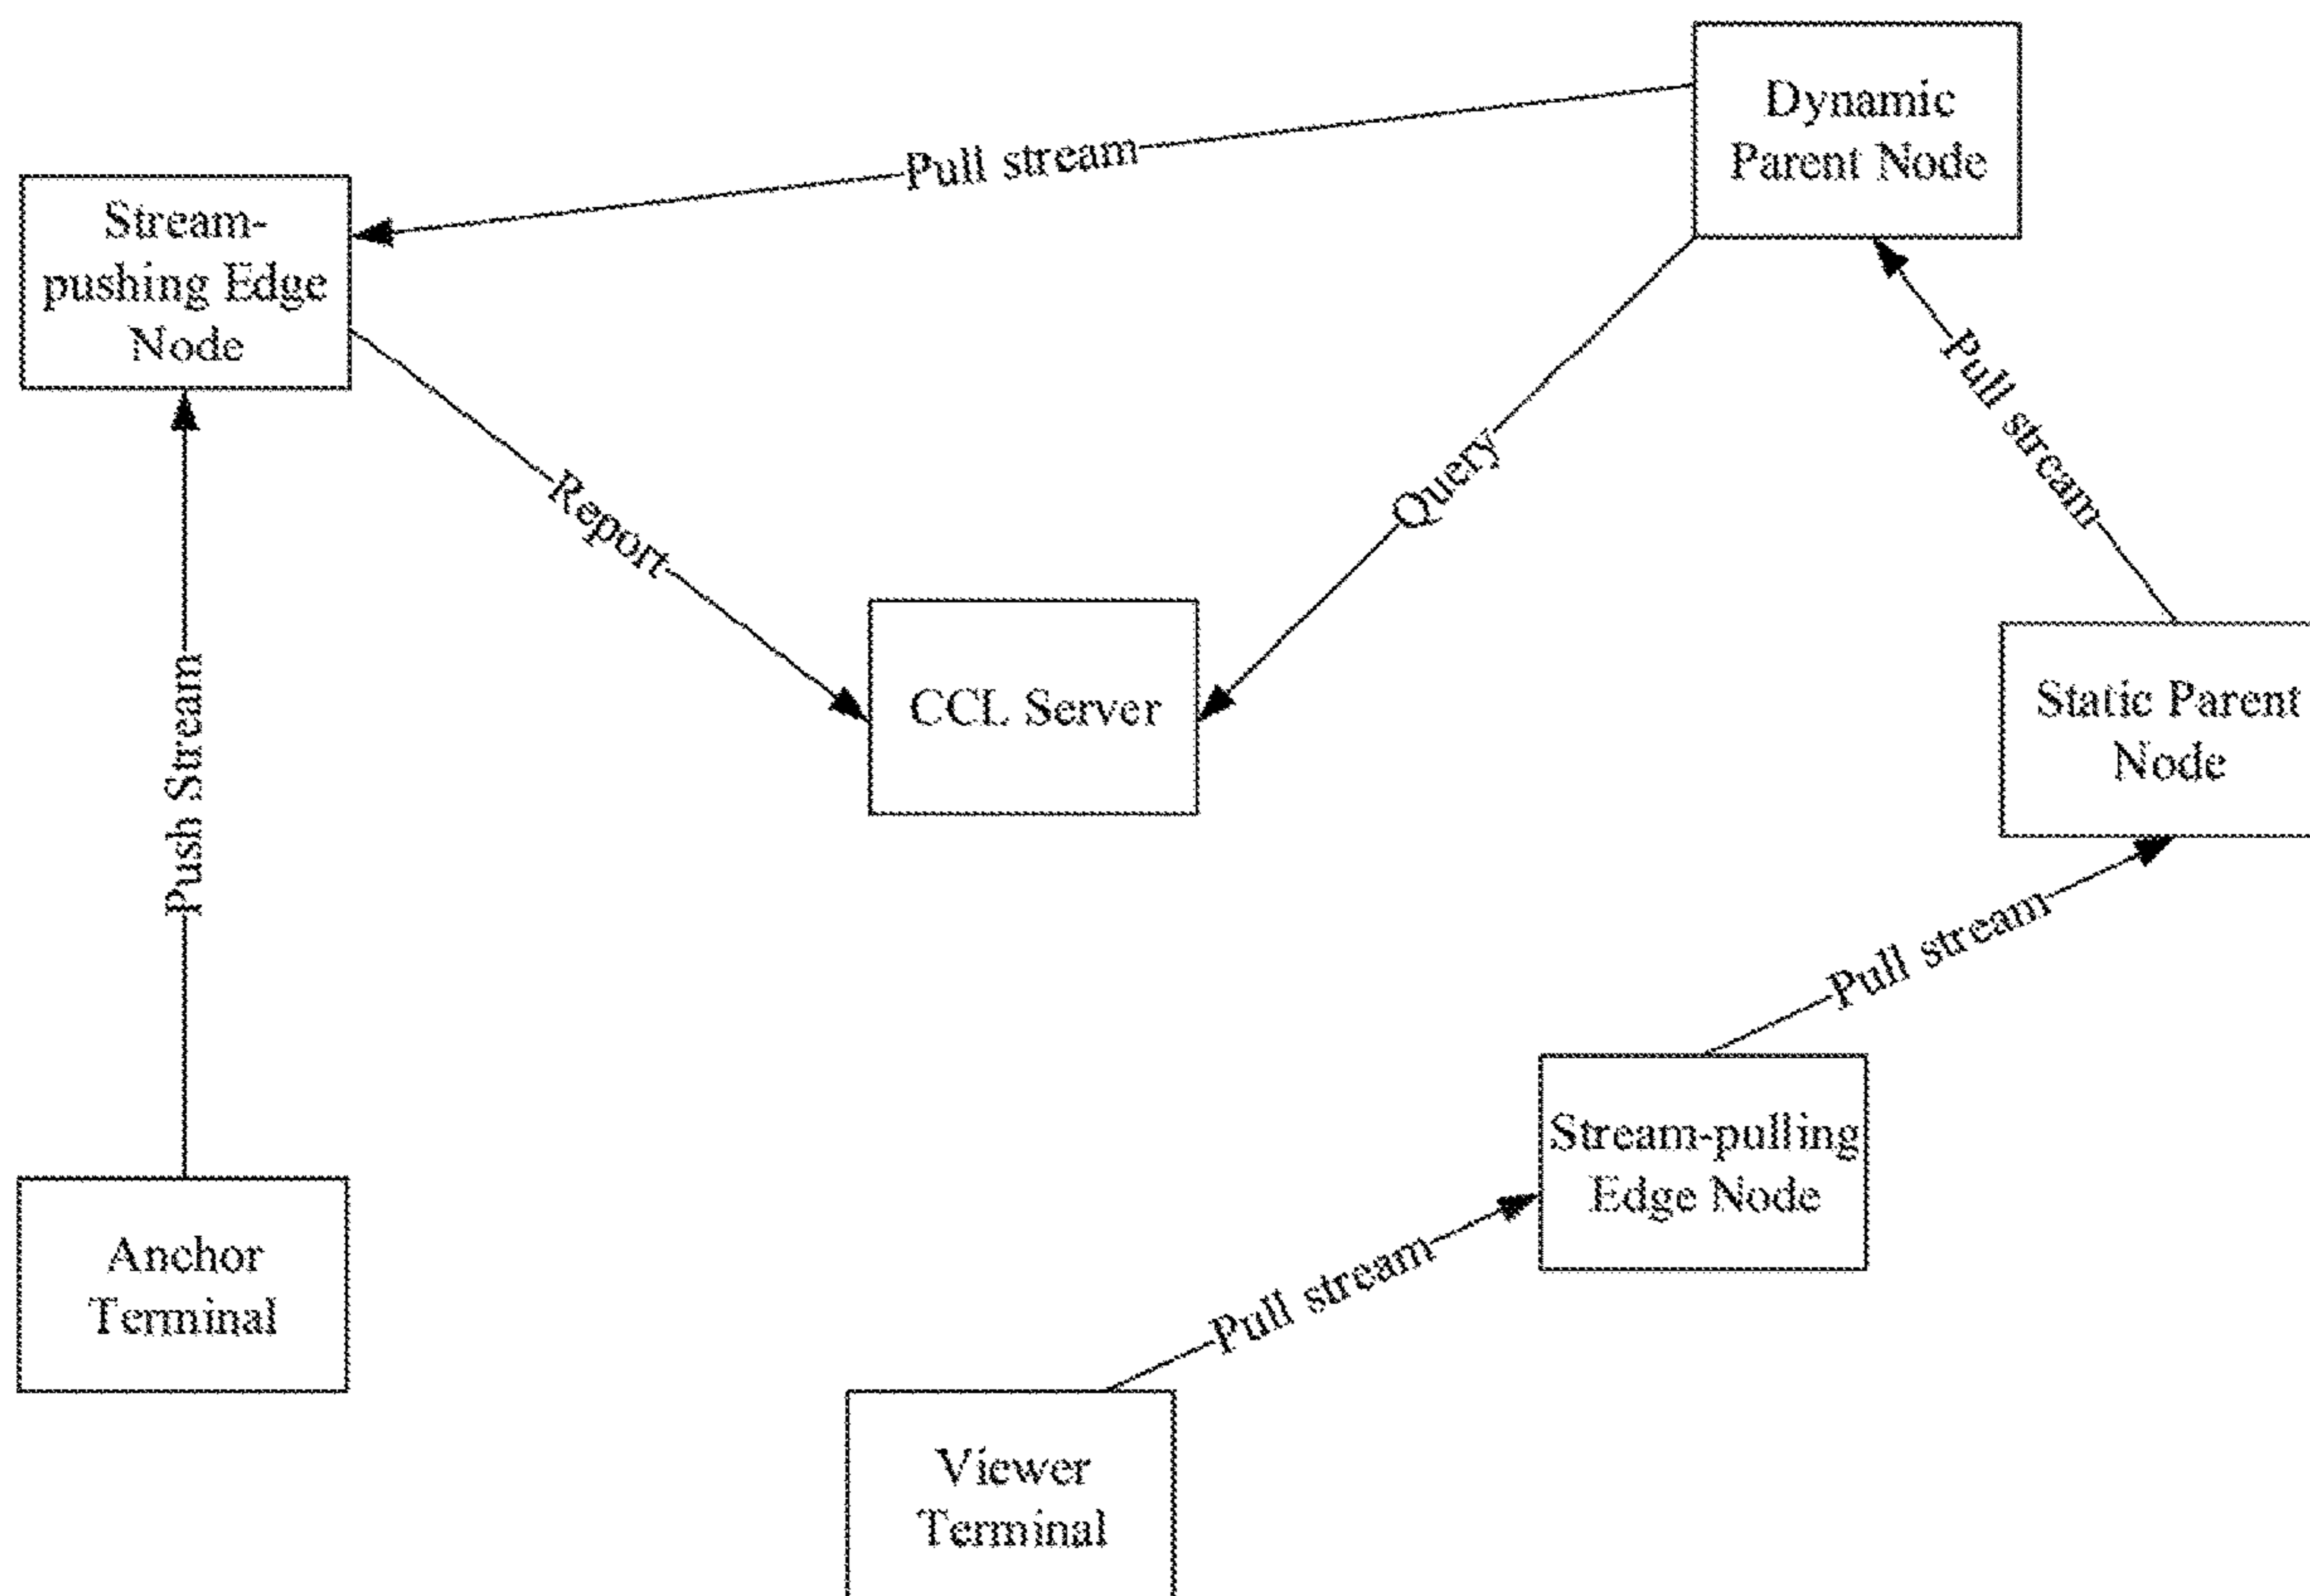 Dynamic
Parent Node
Pull stream
Stream-
pushing Edge
Node
Pull stream
Report
Query
CCL Server
Static Parent
Node
Push Stream
Pull stream
Stream-pulling
Edge Node
Anchor
Terminal
Pull stream
Viewer
Terminal